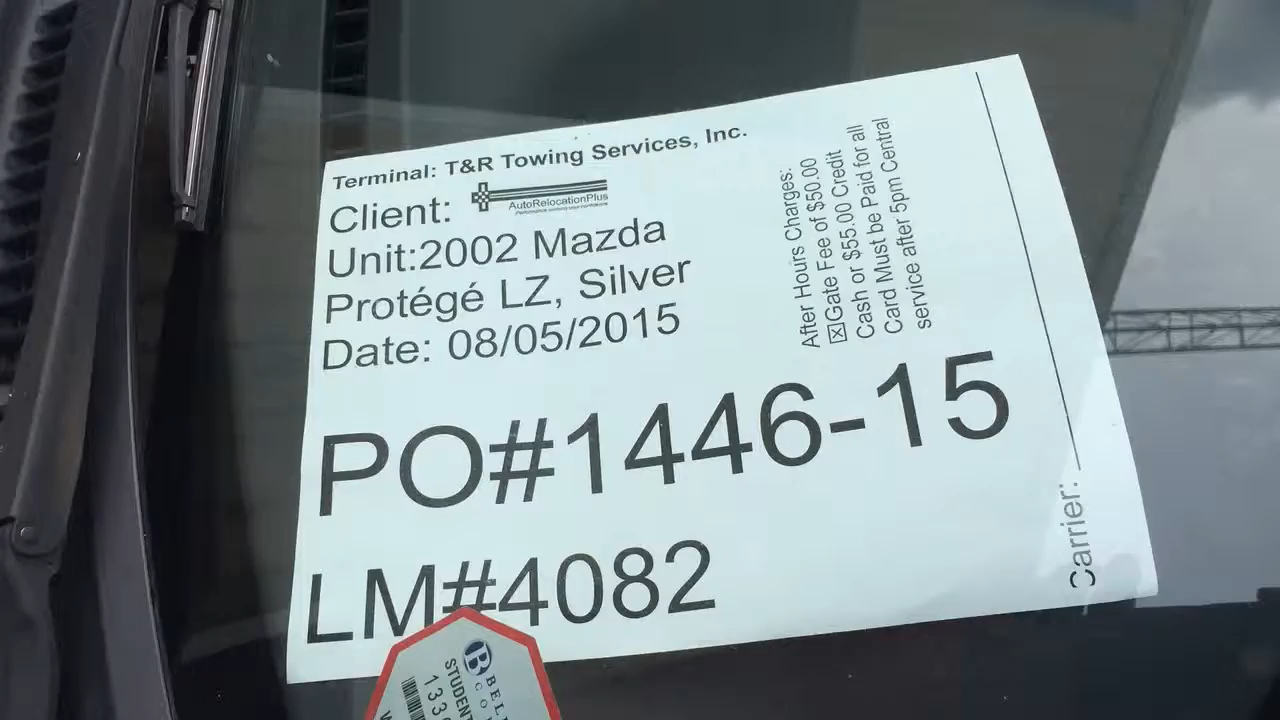 Terminal: T&R Towing Services, Inc.
Client: AutoRelocationPlus
Unit:2002 Mazda
Protégé LZ, Silver
Date: 08/05/2015
PO#1446-15
LM#4082
After Hours Charges:
☒Gate Fee of $50.00
Cash or $55.00 Credit
Card Must be Paid for all
service after 5pm Central
Carrier:
B
STUDENT